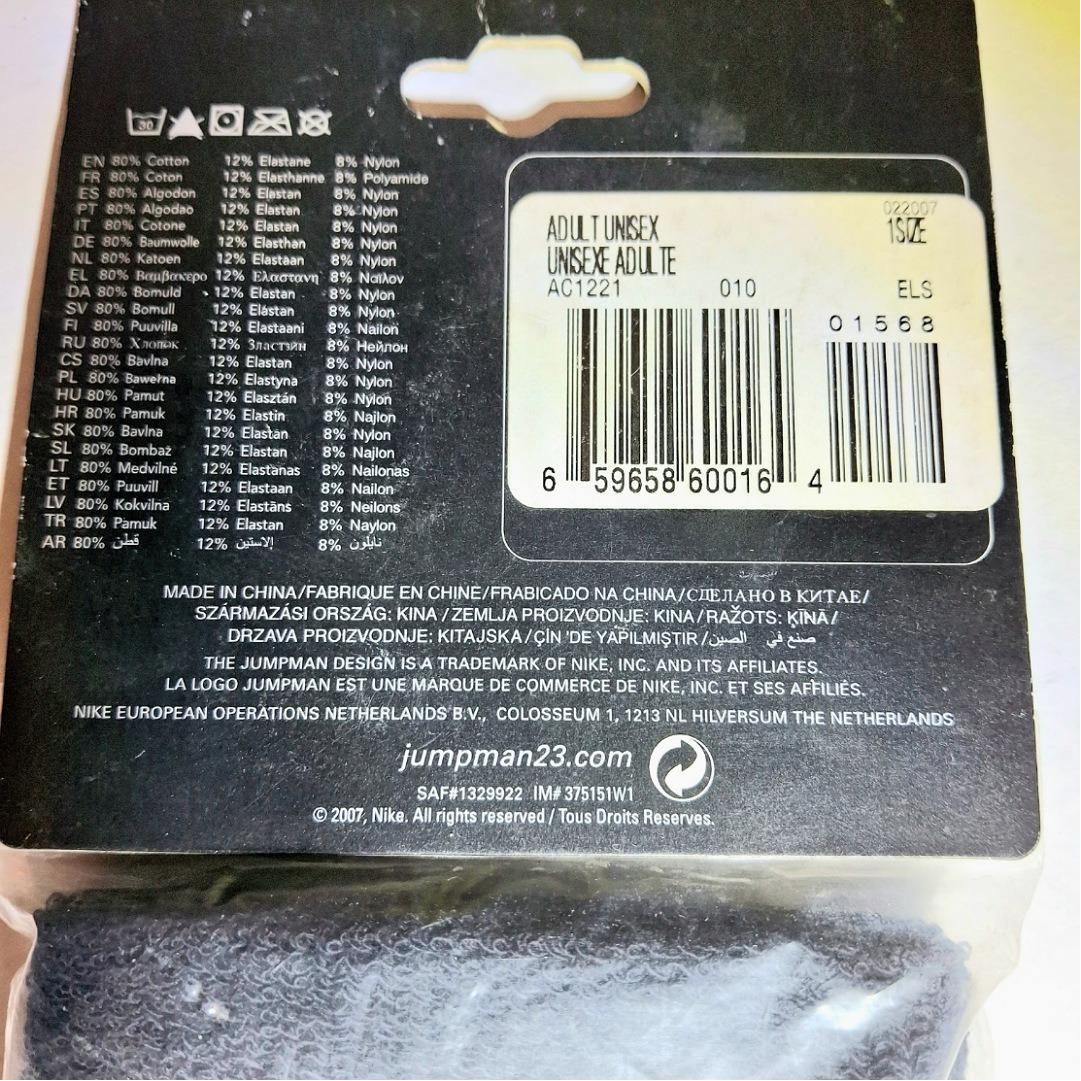 30
EN 80% Cotton 12% Elastane 8% Nylon
FR 80% Coton 12% Elasthanne 8% Polyamide
ES 80% Algodon 12% Elastan 8% Nylon
PT 80% Algodao 12% Elastan 8% Nylon
IT 80% Cotone 12% Elastan 8% Nylon
DE 80% Baumwolle 12% Elasthan 8% Nylon
NL 80% Katoen 12% Elastaan 8% Nylon
EL 80% Βαμβακερο 12% Ελαστανη 8% Ναϊλον
DA 80% Bomuld 12% Elastan 8% Nylon
SV 80% Bomull 12% Elastan 8% Nylon
FI 80% Puuvilla 12% Elastaani 8% Nailon
RU 80% Хлопок 12% Зластзин 8% Нейлон
CS 80% Bavlna 12% Elastan 8% Nylon
PL 80% Bawełna 12% Elastyna 8% Nylon
HU 80% Pamut 12% Elasztán 8% Nylon
HR 80% Pamuk 12% Elastin 8% Najlon
SK 80% Bavlna 12% Elastan 8% Nylon
SL 80% Bombaž 12% Elastan 8% Najlon
LT 80% Medvilnė 12% Elastanas 8% Nailonas
ET 80% Puuvill 12% Elastaan 8% Nailon
LV 80% Kokvilna 12% Elastāns 8% Neilons
TR 80% Pamuk 12% Elastan 8% Naylon
AR 80% قطن 12% إلاستين 8% نايلون
022007
ADULT UNISEX 1SIZE
UNISEXE ADULTE
AC1221 010 ELS
01568
6 59658 60016 4
MADE IN CHINA/FABRIQUE EN CHINE/FRABICADO NA CHINA/СДЕЛАНО В КИТАЕ/
SZÁRMAZÁSI ORSZÁG: KINA/ZEMLJA PROIZVODNJE: KINA/RAŽOTS: ĶĪNĀ/
DRZAVA PROIZVODNJE: KITAJSKA/ÇİN 'DE YAPILMIŞTIR/صنع في الصين
THE JUMPMAN DESIGN IS A TRADEMARK OF NIKE, INC. AND ITS AFFILIATES.
LA LOGO JUMPMAN EST UNE MARQUE DE COMMERCE DE NIKE, INC. ET SES AFFILIÉS.
NIKE EUROPEAN OPERATIONS NETHERLANDS B.V., COLOSSEUM 1, 1213 NL HILVERSUM THE NETHERLANDS
jumpman23.com
SAF#1329922 IM# 375151W1
© 2007, Nike. All rights reserved / Tous Droits Reserves.